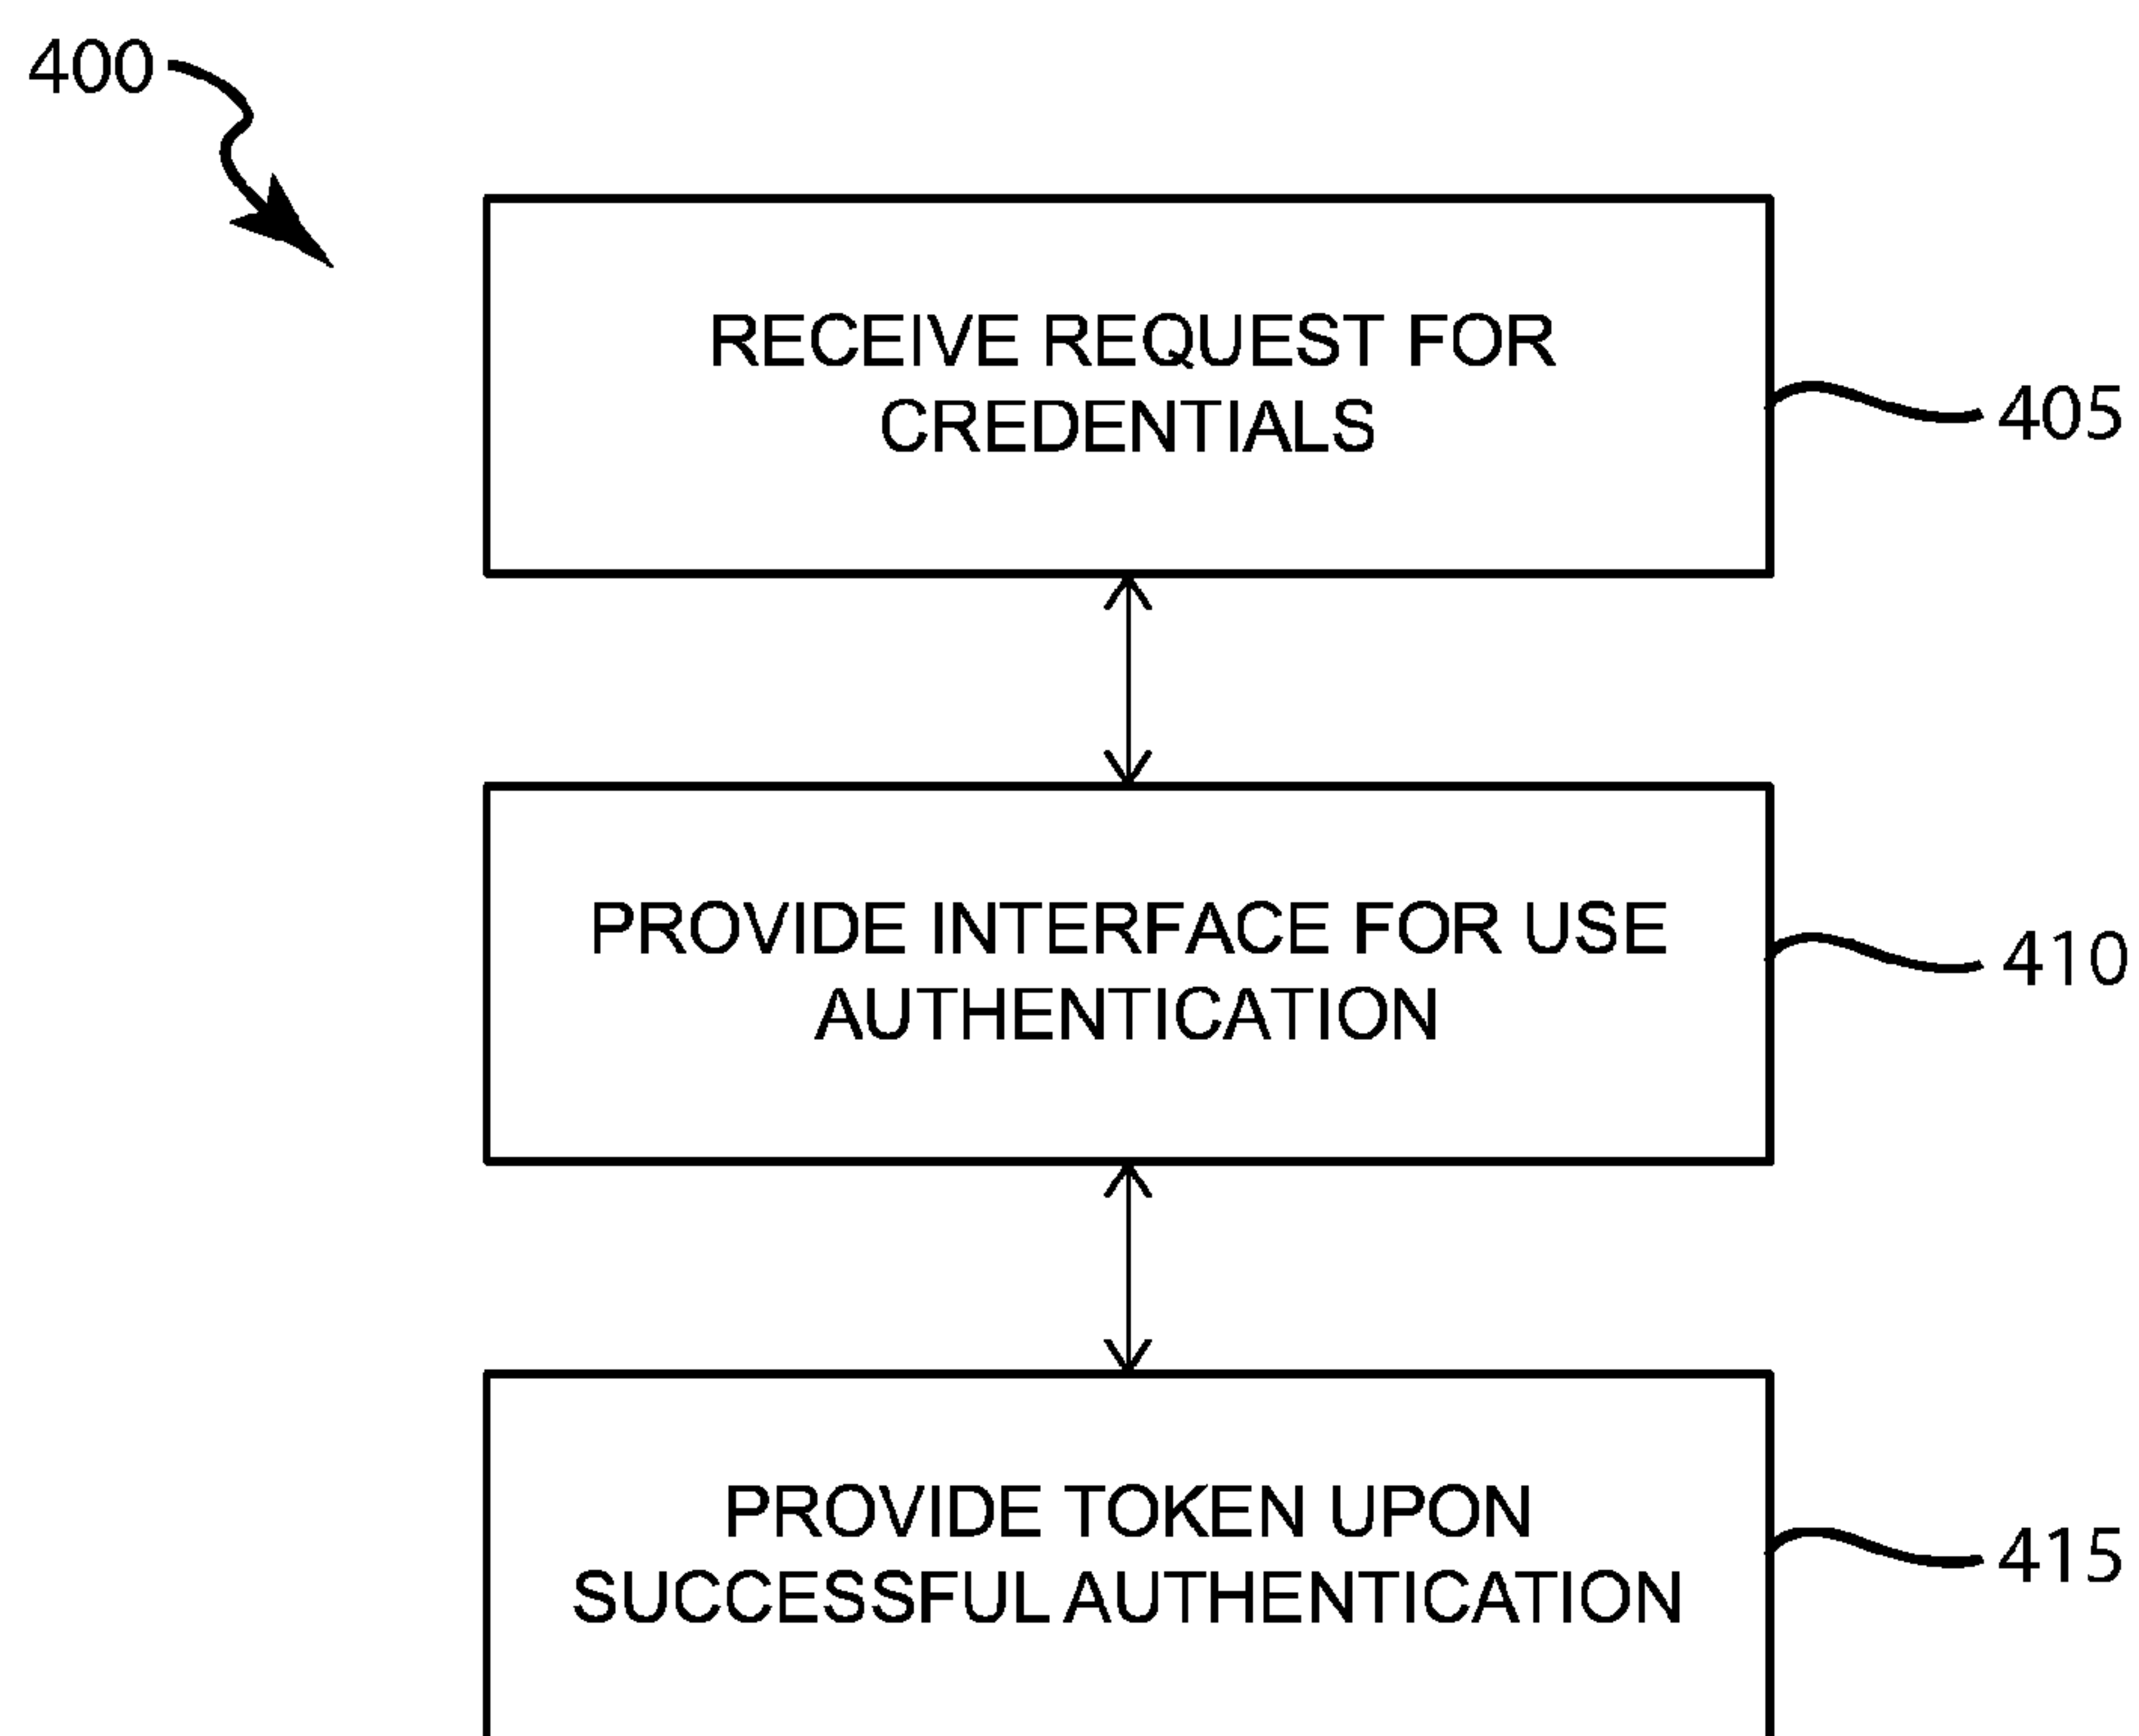 400
RECEIVE REQUEST FOR
CREDENTIALS
405
PROVIDE INTERFACE FOR USE
AUTHENTICATION
410
PROVIDE TOKEN UPON
SUCCESSFUL AUTHENTICATION
415